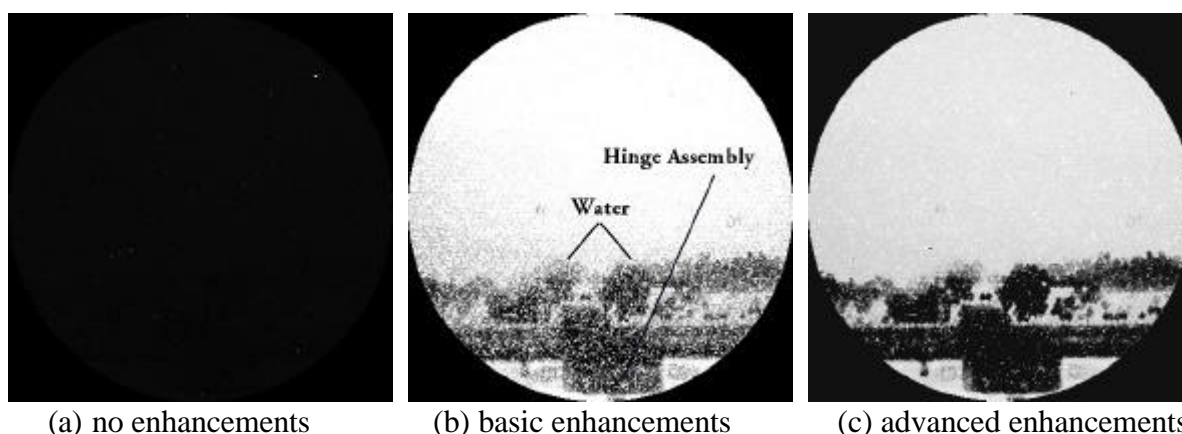 Hinge Assembly
Water
(a) no enhancements
(b) basic enhancements
(c) advanced enhancements